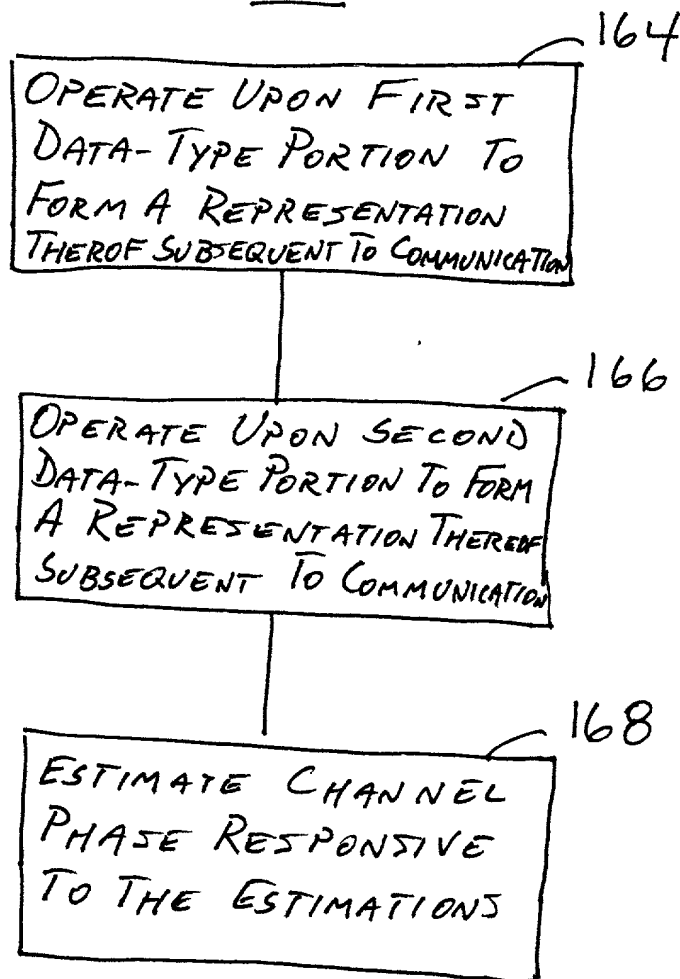 164
OPERATE UPON FIRST
DATA-TYPE PORTION TO
FORM A REPRESENTATION
THEROF SUBSEQUENT TO COMMUNICATION
166
OPERATE UPON SECOND
DATA-TYPE PORTION TO FORM
A REPRESENTATION THEREOF
SUBSEQUENT TO COMMUNICATION
168
ESTIMATE CHANNEL
PHASE RESPONSIVE
TO THE ESTIMATIONS